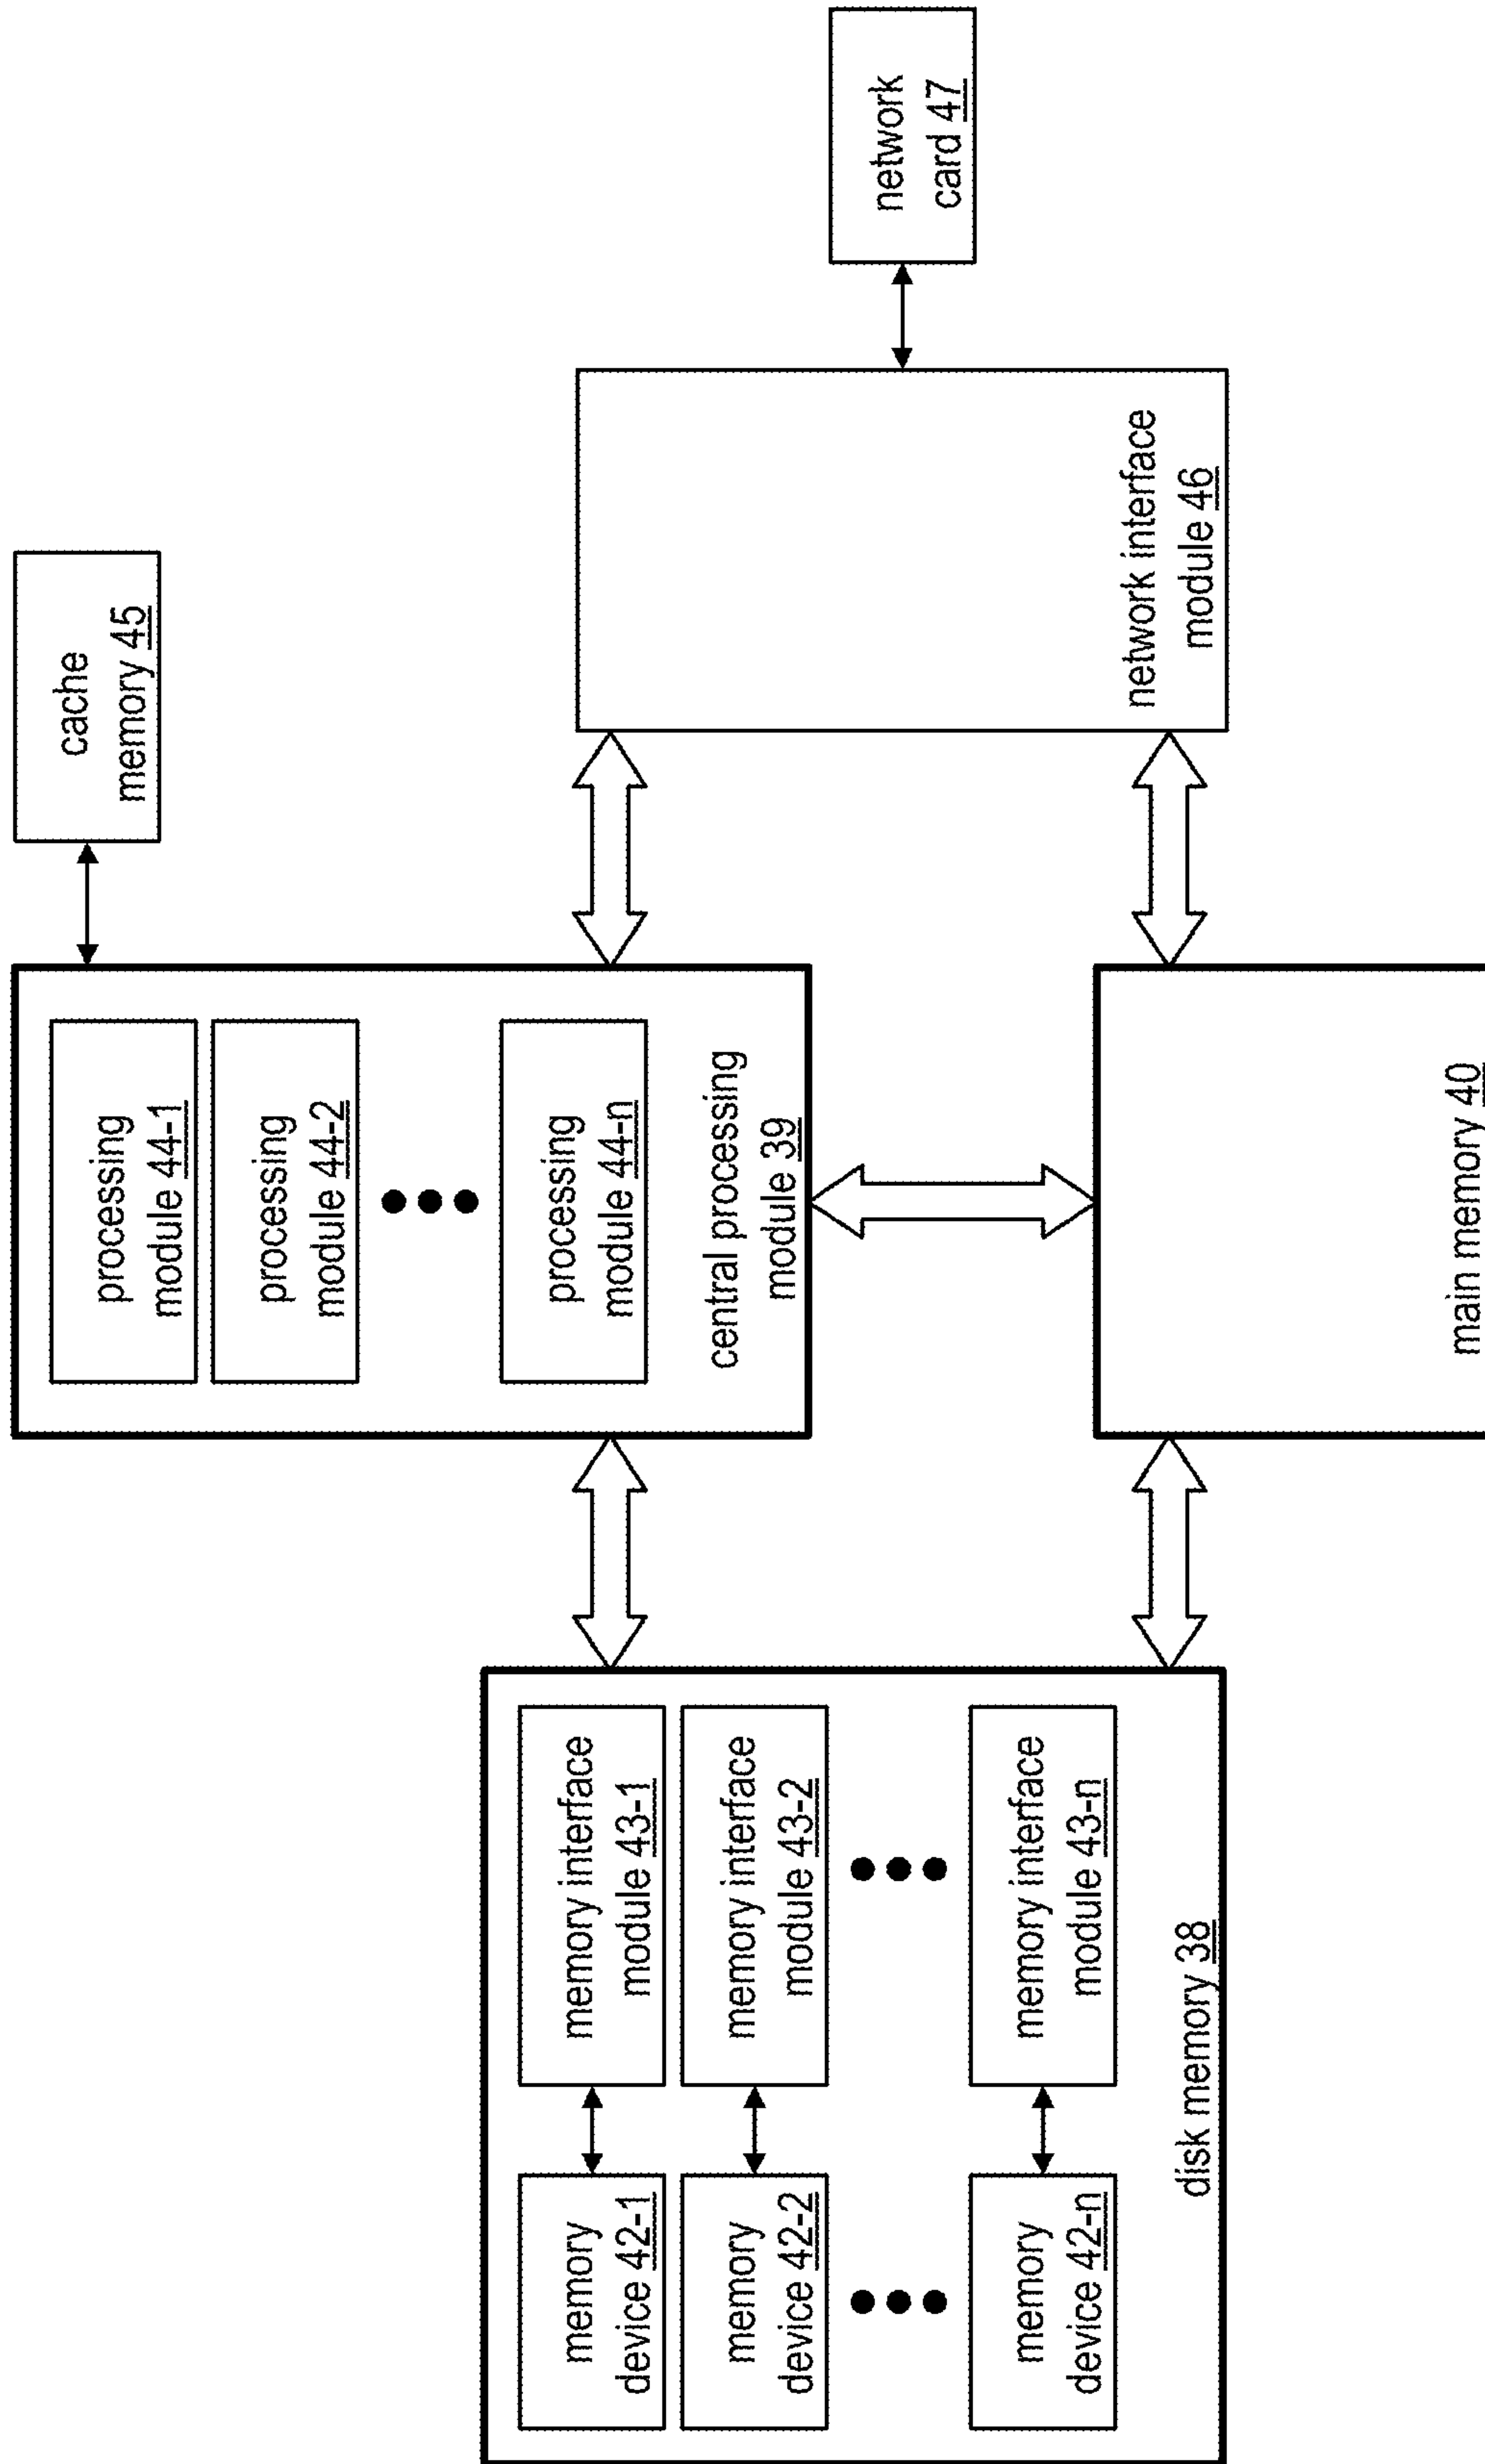 cache
memory 45
processing
module 44-1
processing
module 44-2
processing
module 44-n
central processing
module 39
memory
device 42-1
memory interface
module 43-1
memory
device 42-2
memory interface
module 43-2
memory
device 42-n
memory interface
module 43-n
disk memory 38
main memory 40
network interface
module 46
network
card 47